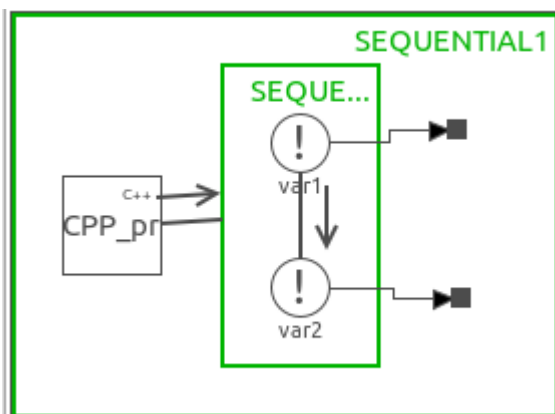 SEQUENTIAL1
SEQUE...
!
var1
C++
CPP_pr
!
var2